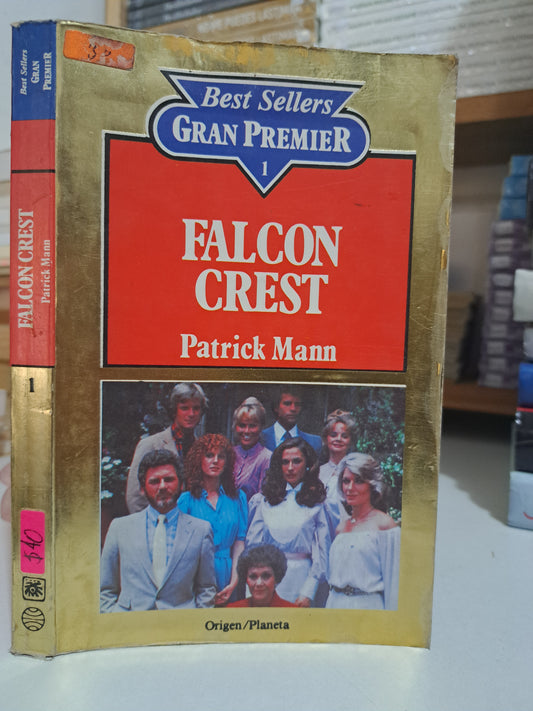 Best Sellers
GRAN PREMIER
1
FALCON
CREST
Patrick Mann
Origen/Planeta
Best Sellers
GRAN
PREMIER
FALCON CREST
Patrick Mann
1
$40